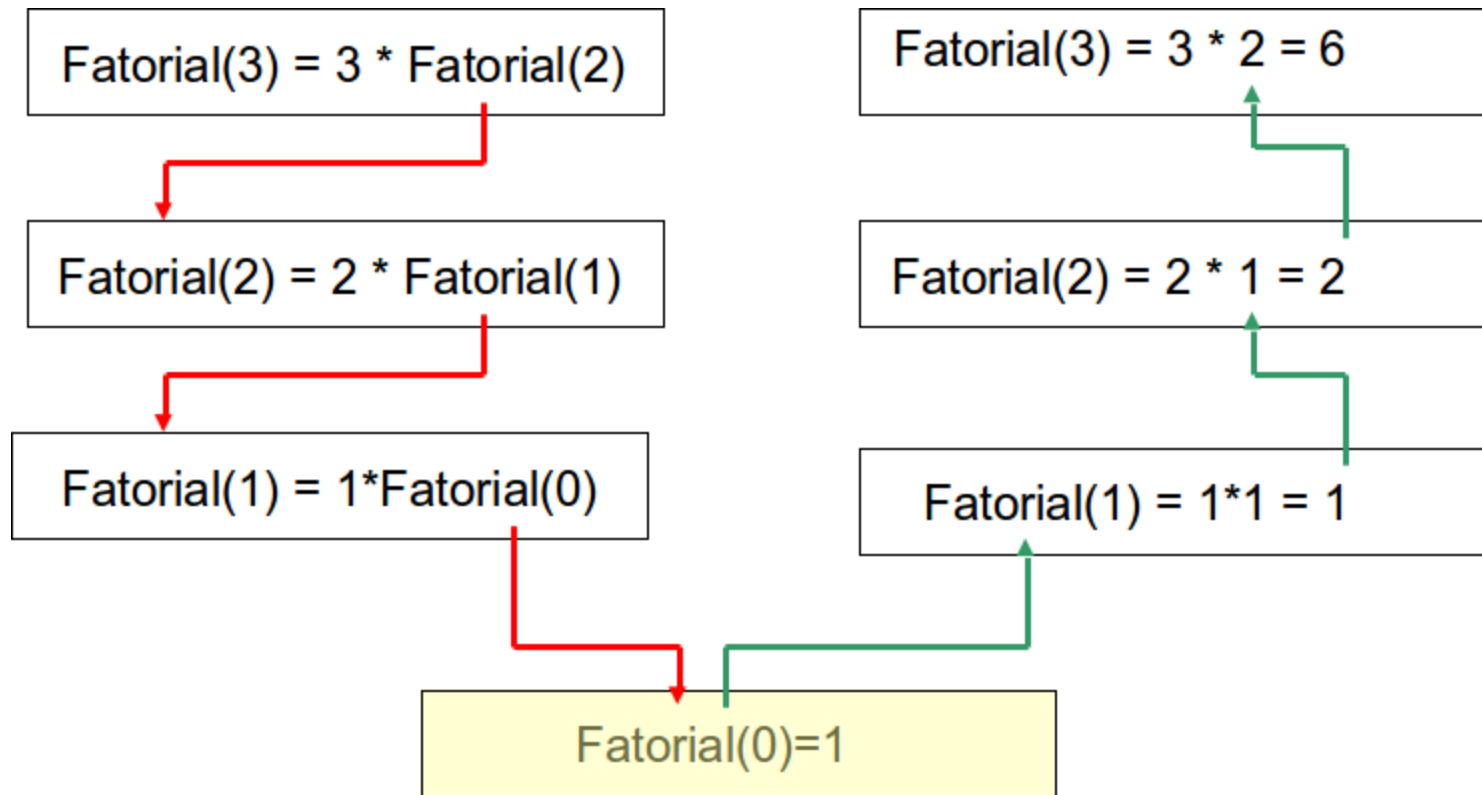 Fatorial(3) = 3 * Fatorial(2)
Fatorial(2) = 2 * Fatorial(1)
Fatorial(1) = 1*Fatorial(0)
Fatorial(0)=1
Fatorial(1) = 1*1 = 1
Fatorial(2) = 2 * 1 = 2
Fatorial(3) = 3 * 2 = 6